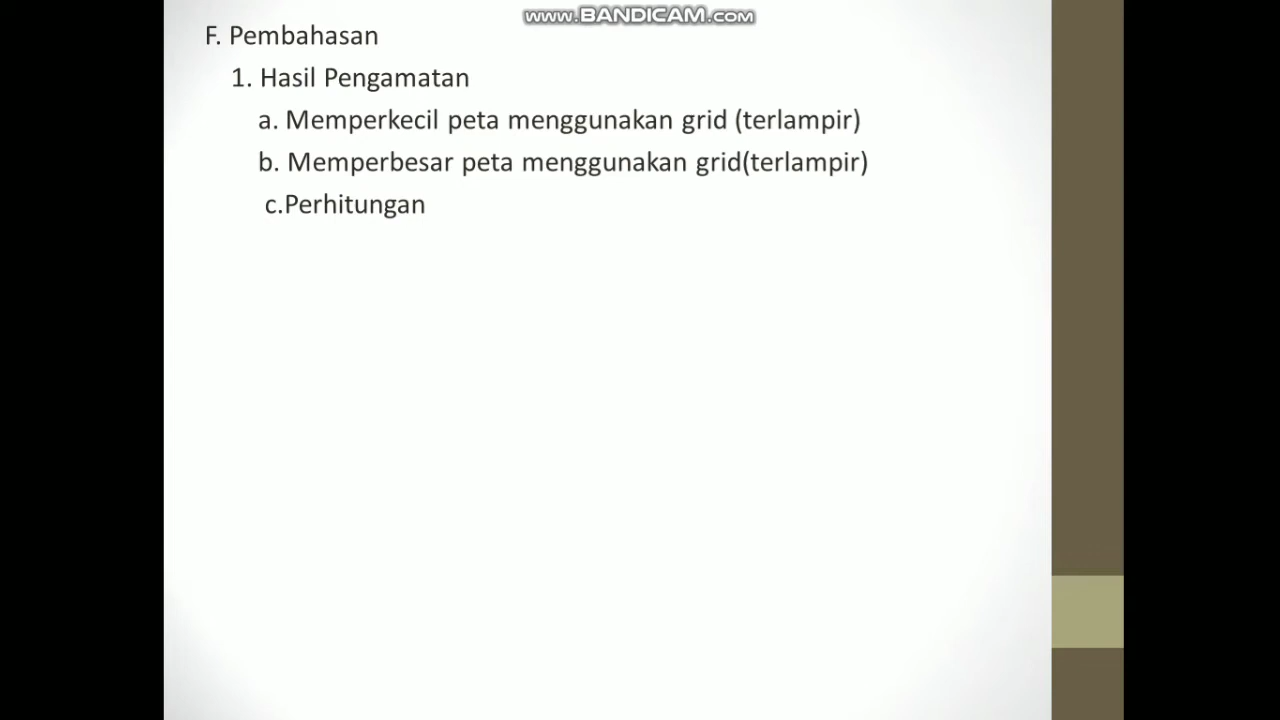 www.BANDICAM.com
F. Pembahasan
1. Hasil Pengamatan
a. Memperkecil peta menggunakan grid (terlampir)
b. Memperbesar peta menggunakan grid(terlampir)
c.Perhitungan